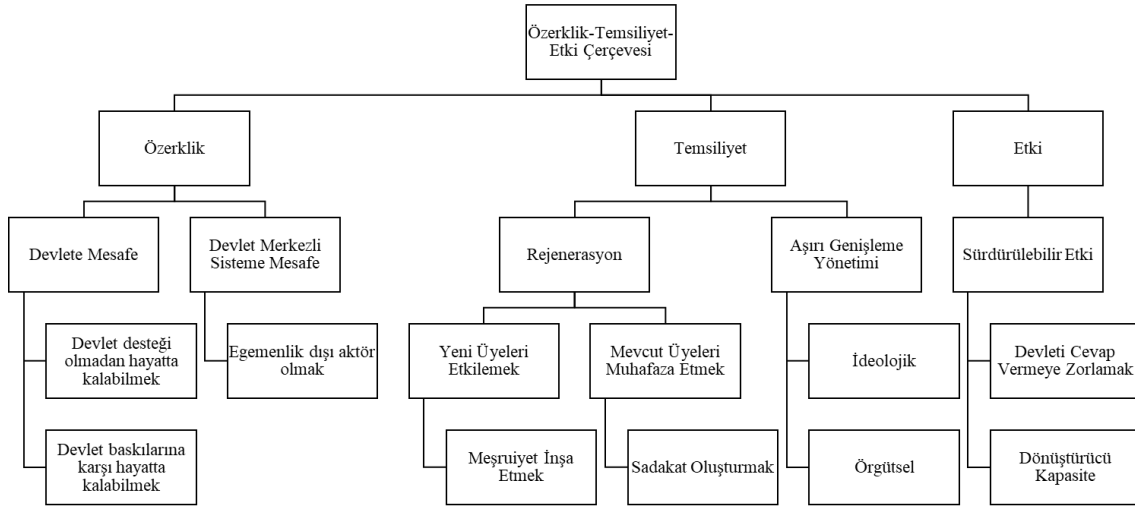 Özerklik-Temsiliyet-
Etki Çerçevesi
Özerklik
Temsiliyet
Etki
Devlete Mesafe
Devlet Merkezli
Sisteme Mesafe
Rejenerasyon
Aşırı Genişleme
Yönetimi
Sürdürülebilir Etki
Devlet desteği
olmadan hayatta
kalabilmek
Egemenlik dışı aktör
olmak
Yeni Üyeleri
Etkilemek
Mevcut Üyeleri
Muhafaza Etmek
İdeolojik
Devleti Cevap
Vermeye Zorlamak
Devlet baskılarına
karşı hayatta
kalabilmek
Meşruiyet İnşa
Etmek
Sadakat Oluşturmak
Örgütsel
Dönüştürücü
Kapasite